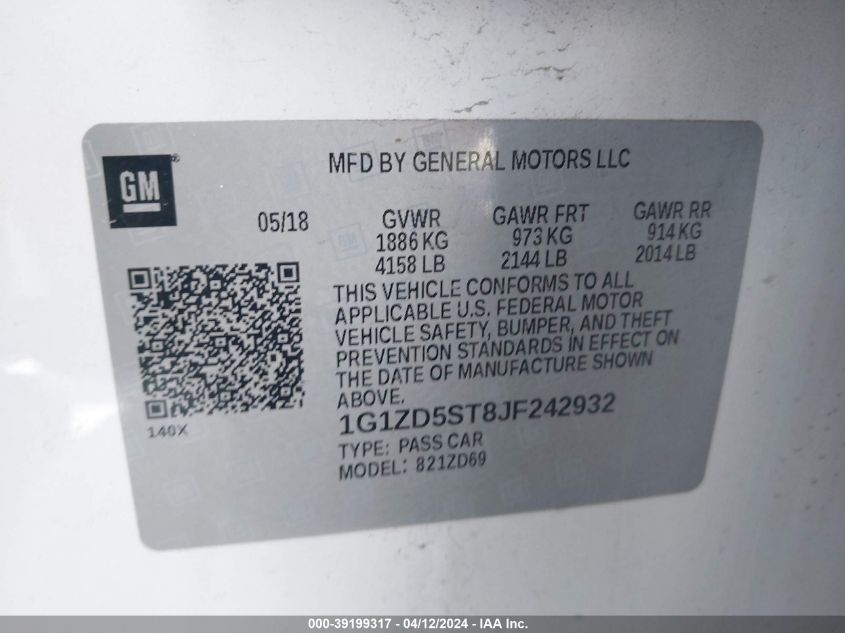 GM®
MFD BY GENERAL MOTORS LLC
05/18
GVWR
1886 KG
4158 LB
GAWR FRT
973 KG
2144 LB
GAWR RR
914 KG
2014 LB
THIS VEHICLE CONFORMS TO ALL
APPLICABLE U.S. FEDERAL MOTOR
VEHICLE SAFETY, BUMPER, AND THEFT
PREVENTION STANDARDS IN EFFECT ON
THE DATE OF MANUFACTURE SHOWN
ABOVE.
1G1ZD5ST8JF242932
TYPE: PASS CAR
MODEL: 821ZD69
140X
000-39199317 - 04/12/2024 - IAA Inc.